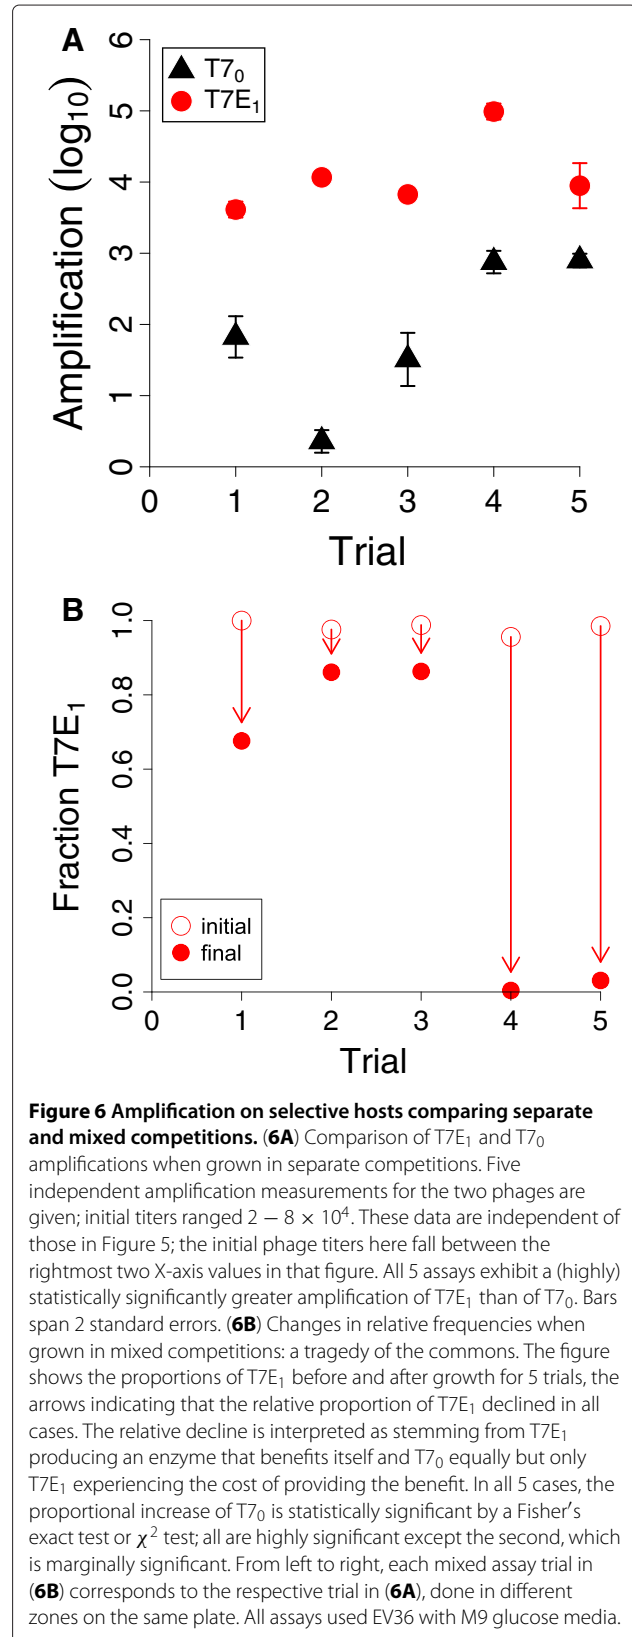 A
6
5
4
3
2
1
0
Amplification (log₁₀)
T7₀
T7E₁
0 1 2 3 4 5
Trial
B
1.0
0.8
0.6
0.4
0.2
0.0
Fraction T7E₁
initial
final
0 1 2 3 4 5
Trial
Figure 6 Amplification on selective hosts comparing separate
and mixed competitions. (6A) Comparison of T7E₁ and T7₀
amplifications when grown in separate competitions. Five
independent amplification measurements for the two phages are
given; initial titers ranged 2 − 8 × 10⁴. These data are independent of
those in Figure 5; the initial phage titers here fall between the
rightmost two X-axis values in that figure. All 5 assays exhibit a (highly)
statistically significantly greater amplification of T7E₁ than of T7₀. Bars
span 2 standard errors. (6B) Changes in relative frequencies when
grown in mixed competitions: a tragedy of the commons. The figure
shows the proportions of T7E₁ before and after growth for 5 trials, the
arrows indicating that the relative proportion of T7E₁ declined in all
cases. The relative decline is interpreted as stemming from T7E₁
producing an enzyme that benefits itself and T7₀ equally but only
T7E₁ experiencing the cost of providing the benefit. In all 5 cases, the
proportional increase of T7₀ is statistically significant by a Fisher′s
exact test or χ² test; all are highly significant except the second, which
is marginally significant. From left to right, each mixed assay trial in
(6B) corresponds to the respective trial in (6A), done in different
zones on the same plate. All assays used EV36 with M9 glucose media.